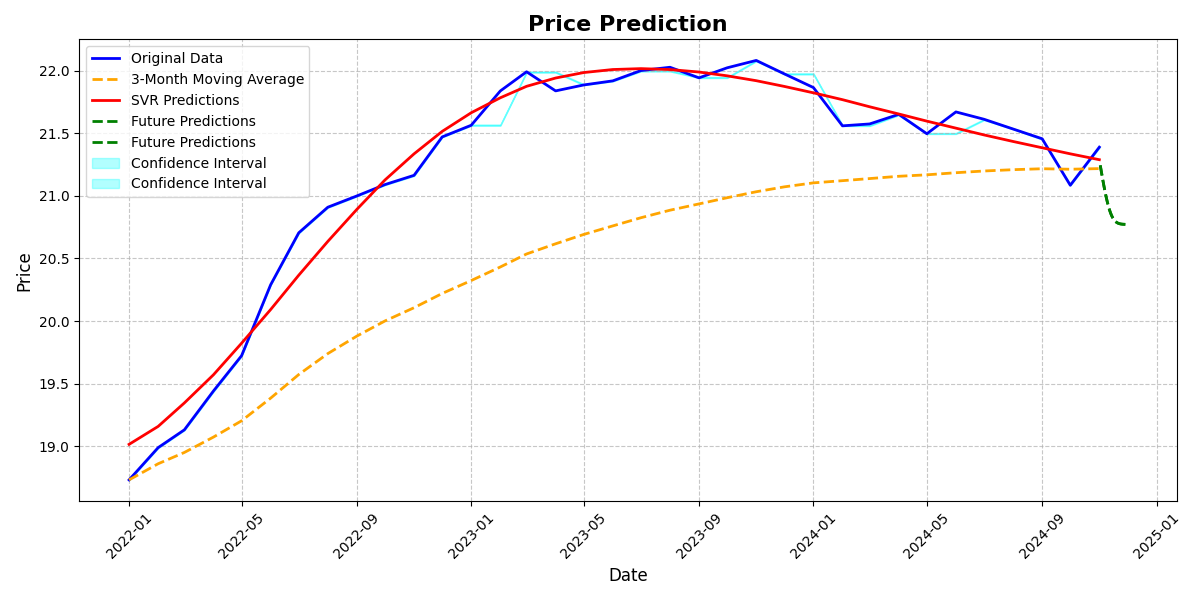 Price Prediction
Original Data
3-Month Moving Average
SVR Predictions
Future Predictions
Future Predictions
Confidence Interval
Confidence Interval
Price
22.0
21.5
21.0
20.5
20.0
19.5
19.0
2022-01
2022-05
2022-09
2023-01
2023-05
2023-09
2024-01
2024-05
2024-09
2025-01
Date